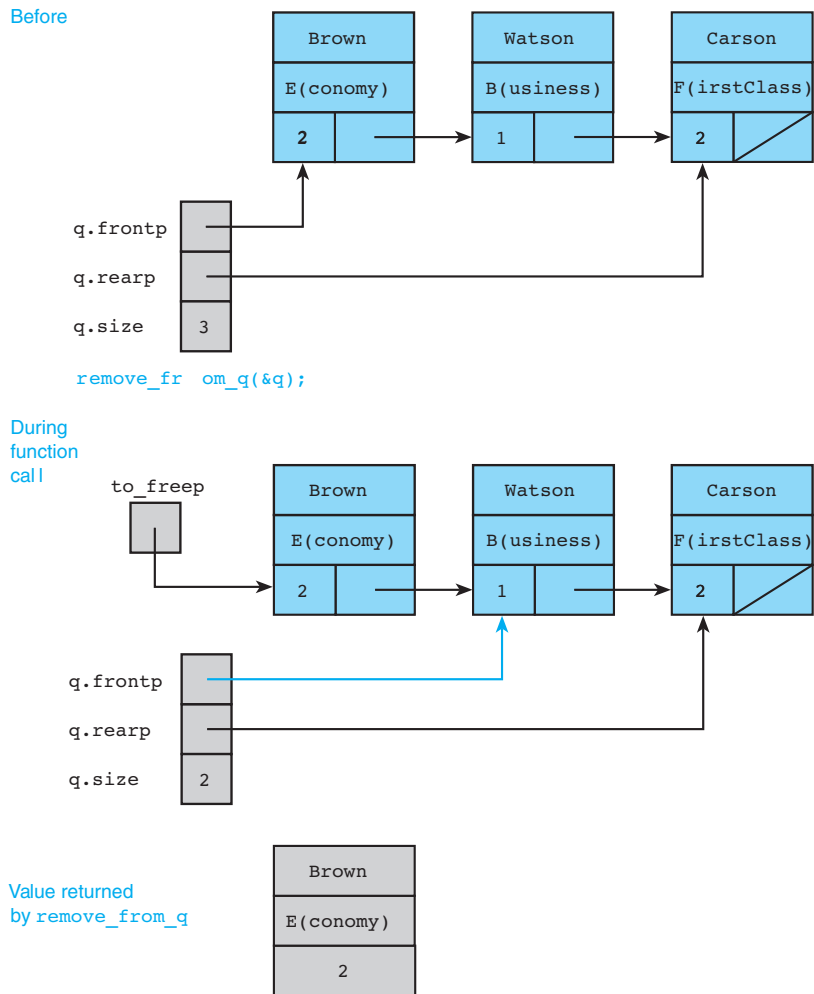 Before
Brown Watson Carson
E(conomy) B(usiness) F(irstClass)
2 1 2
q.frontp
q.rearp
q.size 3
remove_fr om_q(&q);
During
function
cal l
to_freep
Brown Watson Carson
E(conomy) B(usiness) F(irstClass)
2 1 2
q.frontp
q.rearp
q.size 2
Value returned
by remove_from_q
Brown
E(conomy)
2